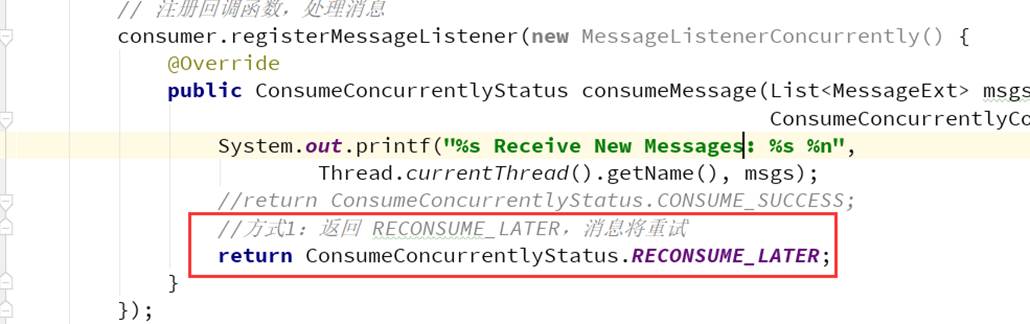 // 注册回调函数，处理消息
consumer.registerMessageListener(new MessageListenerConcurrently() {
@Override
public ConsumeConcurrentlyStatus consumeMessage(List<MessageExt> msgs
ConsumeConcurrentlyCo
System.out.printf("%s Receive New Messages: %s %n",
Thread.currentThread().getName(), msgs);
//return ConsumeConcurrentlyStatus.CONSUME_SUCCESS;
//方式1：返回 RECONSUME_LATER，消息将重试
return ConsumeConcurrentlyStatus.RECONSUME_LATER;
}
});